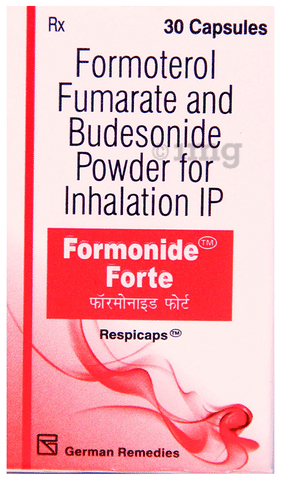 Rx 30 Capsules
Formoterol
Fumarate and
Budesonide
Powder for
Inhalation IP
Formonide™
Forte
फॉरमोनाइड फोर्ट
Respicaps™
German Remedies